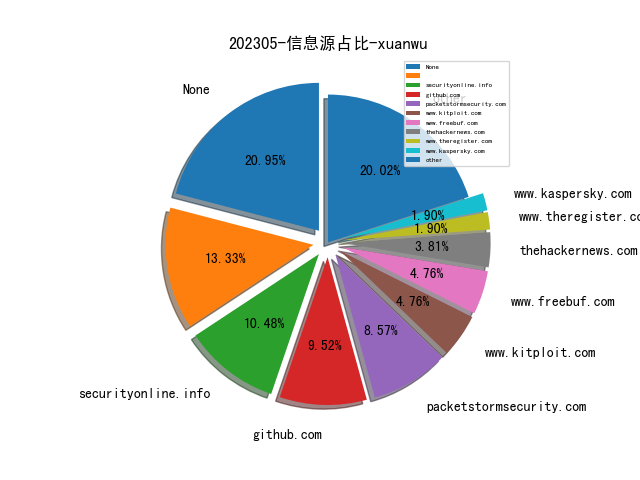 202305-信息源占比-xuanwu
None
securityonline.info
github.com
packetstormsecurity.com
www.kitploit.com
www.freebuf.com
thehackernews.com
www.theregister.com
www.kaspersky.com
other
None
other
20.95%
20.02%
13.33%
10.48%
9.52%
8.57%
4.76%
4.76%
3.81%
1.90%
1.90%
www.kaspersky.com
www.theregister.co
thehackernews.com
www.freebuf.com
www.kitploit.com
packetstormsecurity.com
github.com
securityonline.info